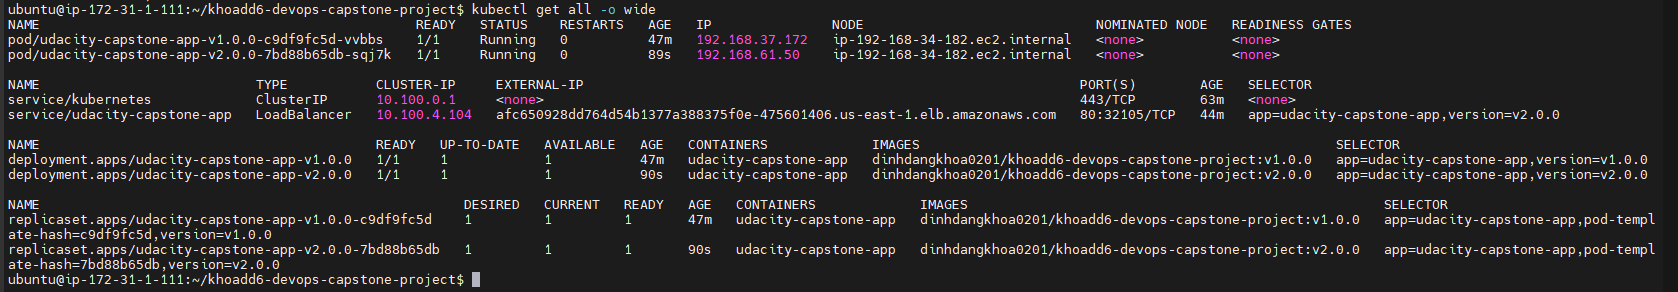 ubuntu@ip-172-31-1-111:~/khoadd6-devops-capstone-project$ kubectl get all -o wide
NAME READY STATUS RESTARTS AGE IP NODE NOMINATED NODE READINESS GATES
pod/udacity-capstone-app-v1.0.0-c9df9fc5d-vvbbs 1/1 Running 0 47m 192.168.37.172 ip-192-168-34-182.ec2.internal <none> <none>
pod/udacity-capstone-app-v2.0.0-7bd88b65db-sqj7k 1/1 Running 0 89s 192.168.61.50 ip-192-168-34-182.ec2.internal <none> <none>
NAME TYPE CLUSTER-IP EXTERNAL-IP PORT(S) AGE SELECTOR
service/kubernetes ClusterIP 10.100.0.1 <none> 443/TCP 63m <none>
service/udacity-capstone-app LoadBalancer 10.100.4.104 afc650928dd764d54b1377a388375f0e-475601406.us-east-1.elb.amazonaws.com 80:32105/TCP 44m app=udacity-capstone-app,version=v2.0.0
NAME READY UP-TO-DATE AVAILABLE AGE CONTAINERS IMAGES SELECTOR
deployment.apps/udacity-capstone-app-v1.0.0 1/1 1 1 47m udacity-capstone-app dinhdangkhoa0201/khoadd6-devops-capstone-project:v1.0.0 app=udacity-capstone-app,version=v1.0.0
deployment.apps/udacity-capstone-app-v2.0.0 1/1 1 1 90s udacity-capstone-app dinhdangkhoa0201/khoadd6-devops-capstone-project:v2.0.0 app=udacity-capstone-app,version=v2.0.0
NAME DESIRED CURRENT READY AGE CONTAINERS IMAGES SELECTOR
replicaset.apps/udacity-capstone-app-v1.0.0-c9df9fc5d 1 1 1 47m udacity-capstone-app dinhdangkhoa0201/khoadd6-devops-capstone-project:v1.0.0 app=udacity-capstone-app,pod-templ
ate-hash=c9df9fc5d,version=v1.0.0
replicaset.apps/udacity-capstone-app-v2.0.0-7bd88b65db 1 1 1 90s udacity-capstone-app dinhdangkhoa0201/khoadd6-devops-capstone-project:v2.0.0 app=udacity-capstone-app,pod-templ
ate-hash=7bd88b65db,version=v2.0.0
ubuntu@ip-172-31-1-111:~/khoadd6-devops-capstone-project$